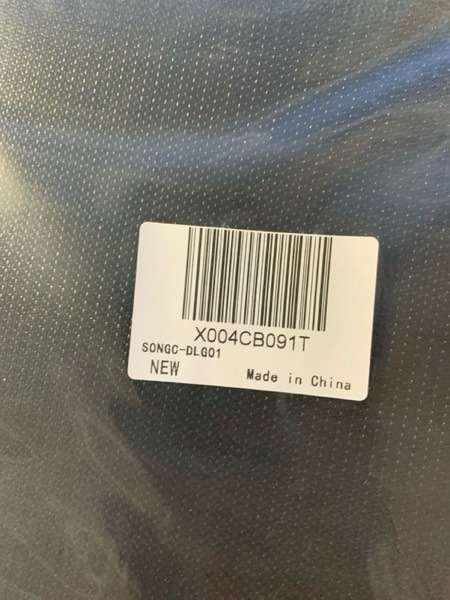 X004CB091T
SONGC-DLG01
NEW
Made in China